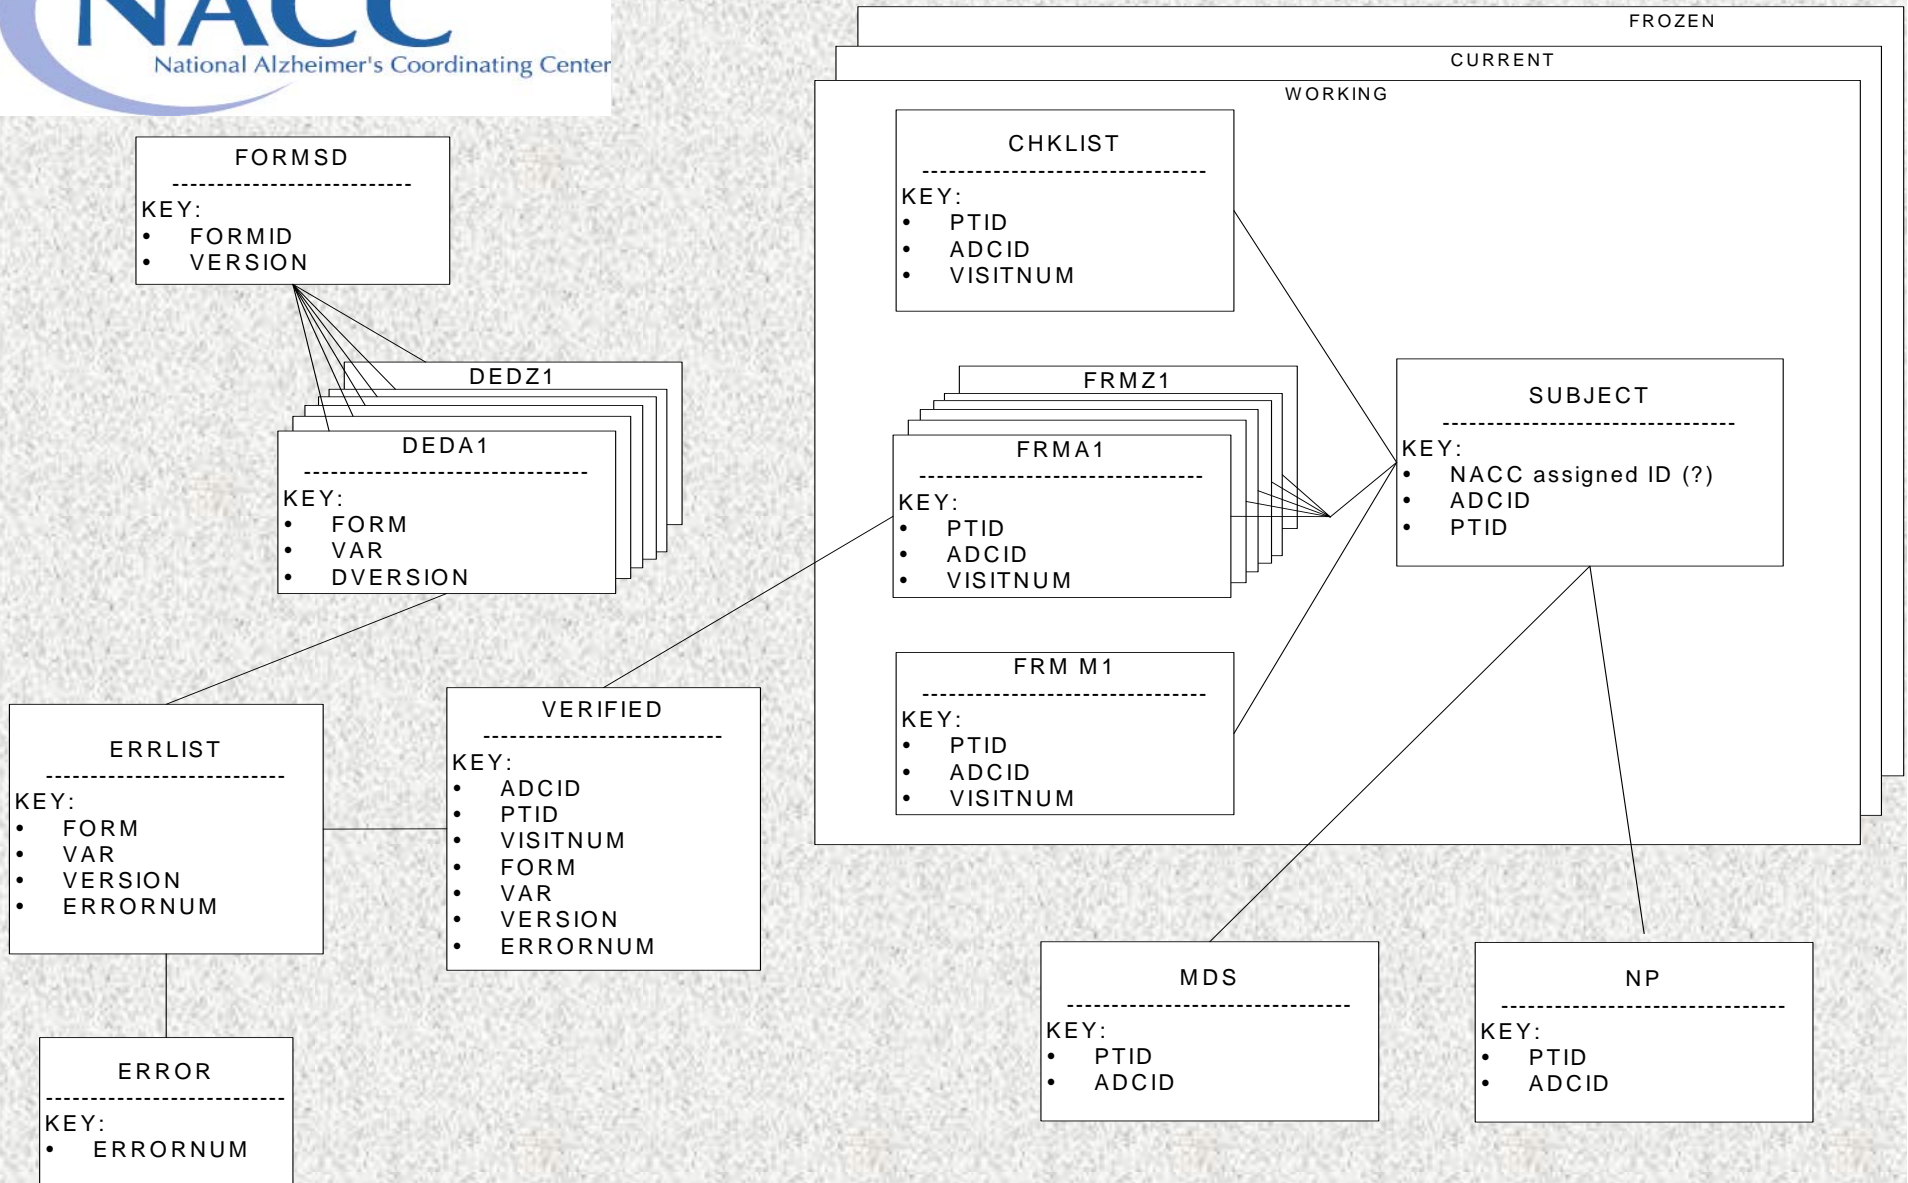 NACC
National Alzheimer's Coordinating Center
FROZEN
CURRENT
WORKING
FORMSD
---------------------------
KEY:
• FORMID
• VERSION
DEDZ1
DEDA1
--------------------------------
KEY:
• FORM
• VAR
• DVERSION
ERRLIST
---------------------------
KEY:
• FORM
• VAR
• VERSION
• ERRORNUM
ERROR
---------------------------
KEY:
• ERRORNUM
VERIFIED
---------------------------
KEY:
• ADCID
• PTID
• VISITNUM
• FORM
• VAR
• VERSION
• ERRORNUM
CHKLIST
--------------------------------
KEY:
• PTID
• ADCID
• VISITNUM
FRMZ1
FRMA1
--------------------------------
KEY:
• PTID
• ADCID
• VISITNUM
FRM M1
--------------------------------
KEY:
• PTID
• ADCID
• VISITNUM
SUBJECT
---------------------------------
KEY:
• NACC assigned ID (?)
• ADCID
• PTID
MDS
--------------------------------
KEY:
• PTID
• ADCID
NP
--------------------------------
KEY:
• PTID
• ADCID